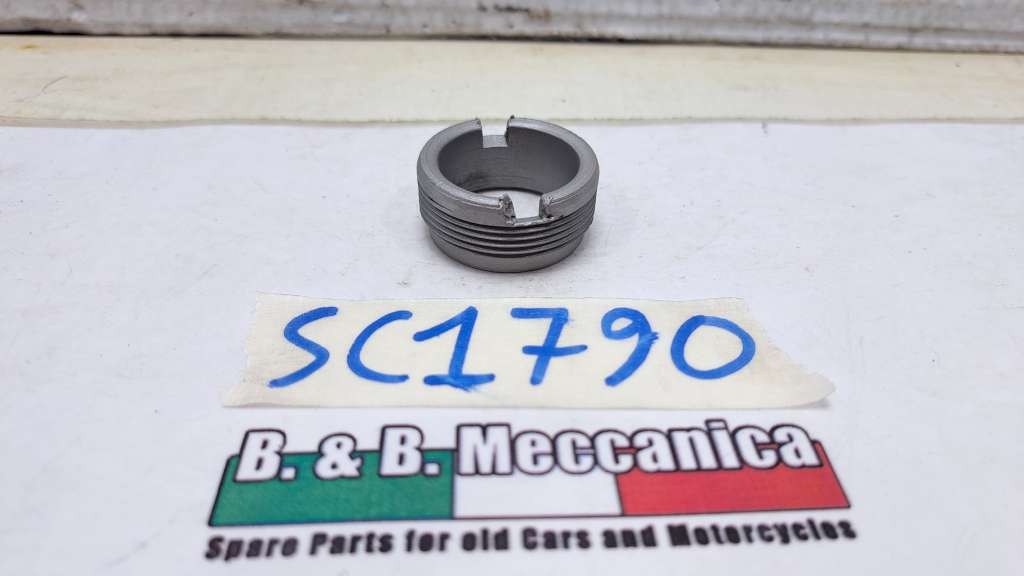 SC1790
B. & B. Meccanica
Spare Parts for old Cars and Motorcycles